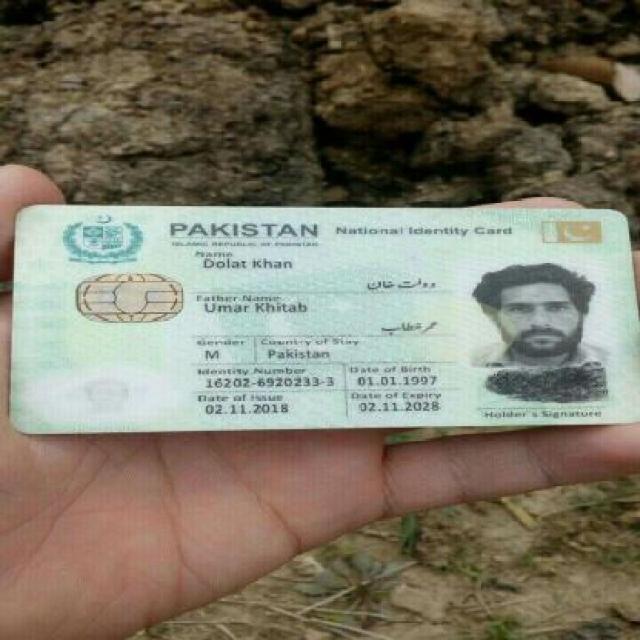 PAKISTAN National Identity Card
ISLAMIC REPUBLIC OF PAKISTAN
Name
Dolat Khan
دولت خان
Father Name
Umar Khitab
عمر خطاب
Gender Country of Stay
M Pakistan
Identity Number Date of Birth
16202-6920233-3 01.01.1997
Date of Issue Date of Expiry
02.11.2018 02.11.2028
Holder's Signature